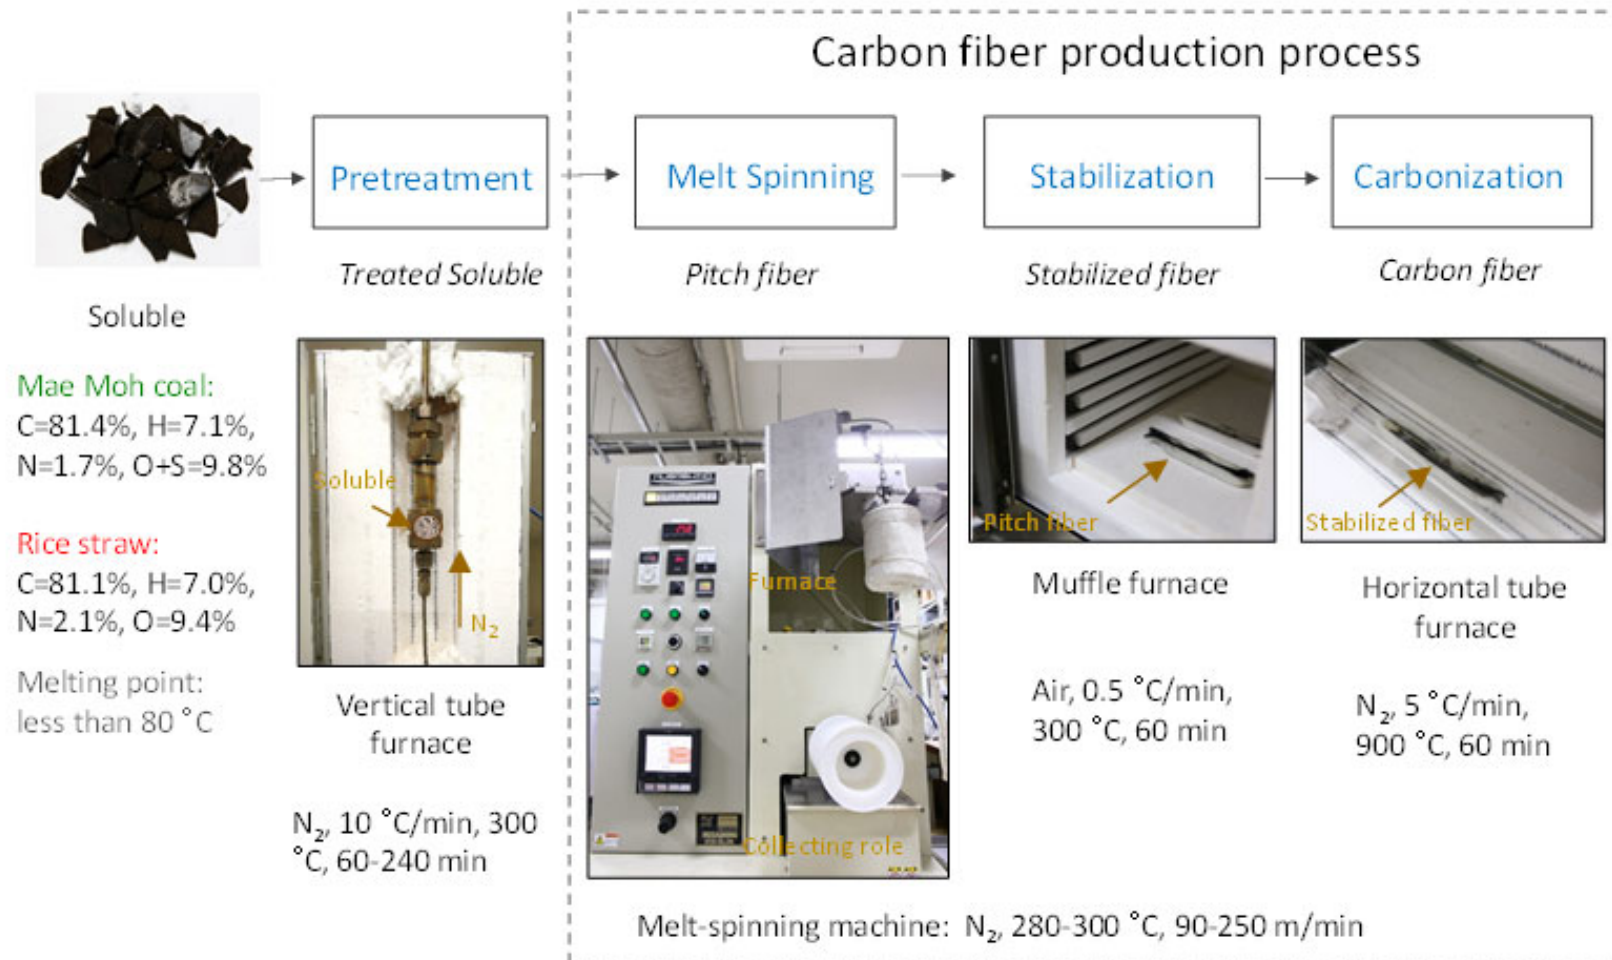 Carbon fiber production process
Pretreatment
Melt Spinning
Stabilization
Carbonization
Treated Soluble
Pitch fiber
Stabilized fiber
Carbon fiber
Soluble
Mae Moh coal:
C=81.4%, H=7.1%,
N=1.7%, O+S=9.8%
Rice straw:
C=81.1%, H=7.0%,
N=2.1%, O=9.4%
Melting point:
less than 80 °C
Soluble
N₂
Vertical tube
furnace
N₂, 10 °C/min, 300
°C, 60-240 min
Furnace
Collecting role
Melt-spinning machine: N₂, 280-300 °C, 90-250 m/min
Pitch fiber
Muffle furnace
Air, 0.5 °C/min,
300 °C, 60 min
Stabilized fiber
Horizontal tube
furnace
N₂, 5 °C/min,
900 °C, 60 min